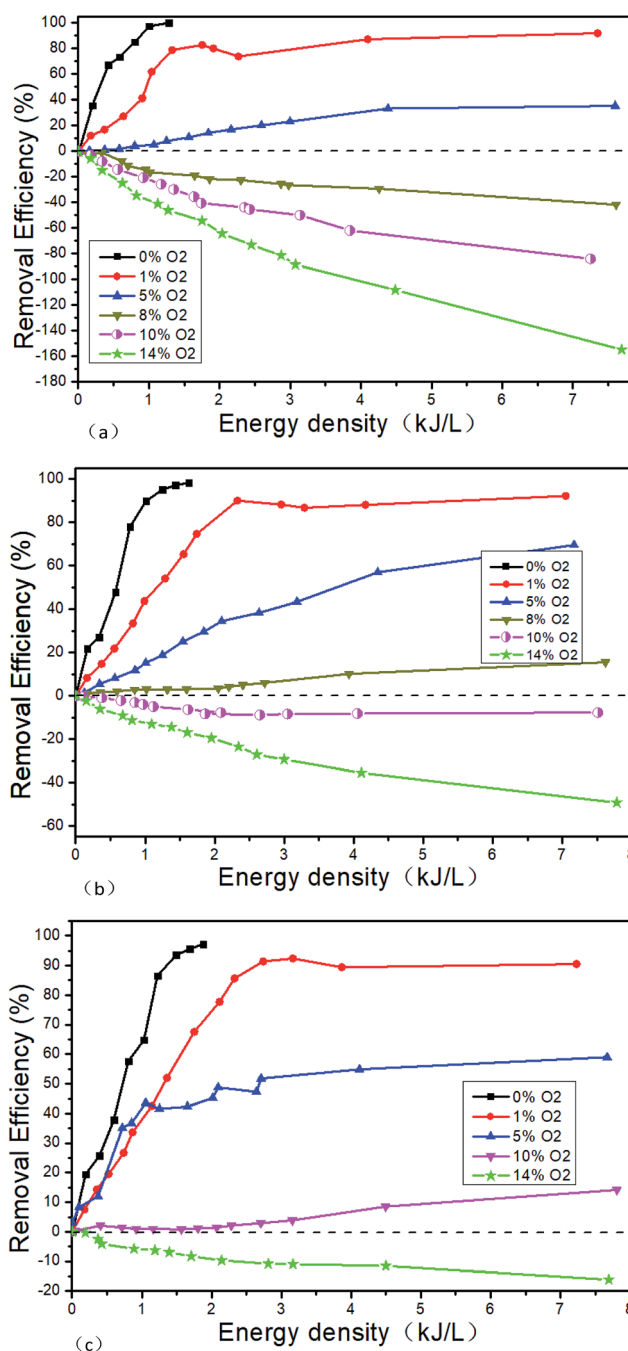 100
80
60
40
20
0
-20
-40
-60
-80
-100
-120
-140
-160
-180
Removal Efficiency (%)
0% O2
1% O2
5% O2
8% O2
10% O2
14% O2
0 1 2 3 4 5 6 7
Energy density（kJ/L）
（a）
100
80
60
40
20
0
-20
-40
-60
Removal Efficiency (%)
0% O2
1% O2
5% O2
8% O2
10% O2
14% O2
0 1 2 3 4 5 6 7 8
Energy density（kJ/L）
（b）
100
90
80
70
60
50
40
30
20
10
0
-10
-20
Removal Efficiency (%)
0% O2
1% O2
5% O2
10% O2
14% O2
0 1 2 3 4 5 6 7 8
Energy density（kJ/L）
（c）